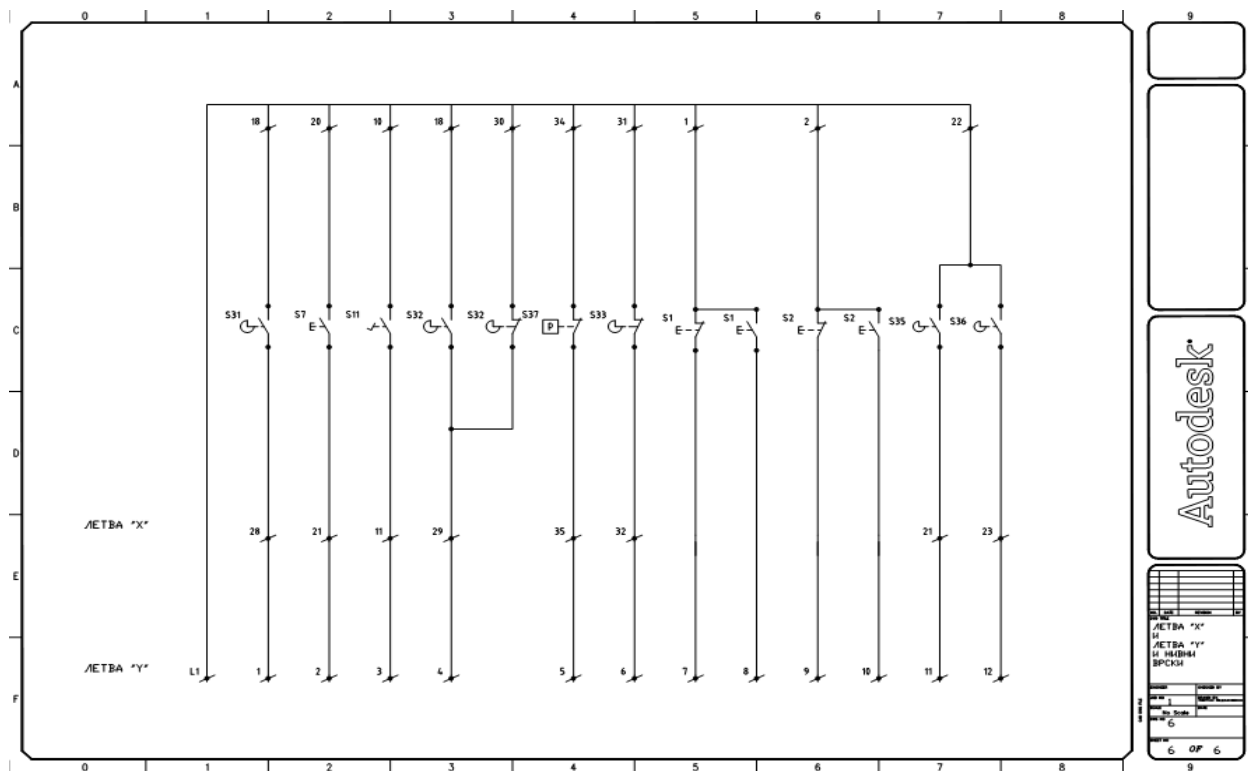 0 1 2 3 4 5 6 7 8 9
A
18 20 10 18 30 34 31 1 2 22
B
S31 S7 S11 S32 S32 S37 P S33 S1 S1 S2 S2 S35 S36
C
D
ЛЕТВА "X"
28 21 11 29 35 32 21 23
E
ЛЕТВА "Y"
L1 1 2 3 4 5 6 7 8 9 10 11 12
F
0 1 2 3 4 5 6 7 8 9
Autodesk
ЛЕТВА "X"
И
ЛЕТВА "Y"
И НИВНИ
ВРСКИ
1
No Scale
6
6 OF 6